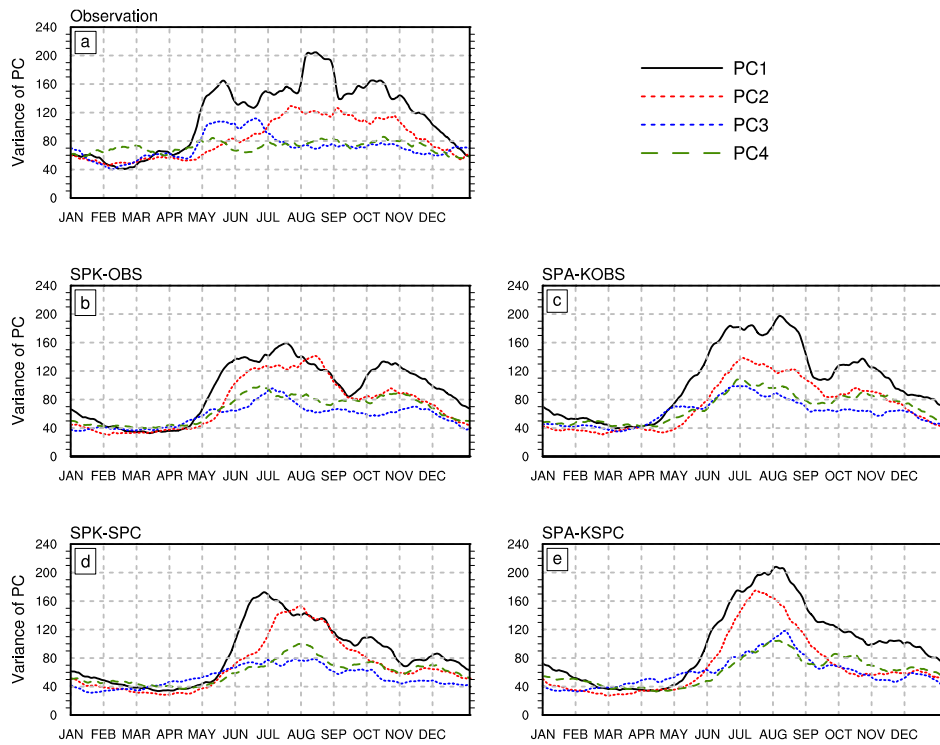 Observation
a
Variance of PC
240
200
160
120
80
40
0
JAN FEB MAR APR MAY JUN JUL AUG SEP OCT NOV DEC
PC1
PC2
PC3
PC4
SPK-OBS
b
Variance of PC
240
200
160
120
80
40
0
JAN FEB MAR APR MAY JUN JUL AUG SEP OCT NOV DEC
SPA-KOBS
c
240
200
160
120
80
40
0
JAN FEB MAR APR MAY JUN JUL AUG SEP OCT NOV DEC
SPK-SPC
d
Variance of PC
240
200
160
120
80
40
0
JAN FEB MAR APR MAY JUN JUL AUG SEP OCT NOV DEC
SPA-KSPC
e
240
200
160
120
80
40
0
JAN FEB MAR APR MAY JUN JUL AUG SEP OCT NOV DEC